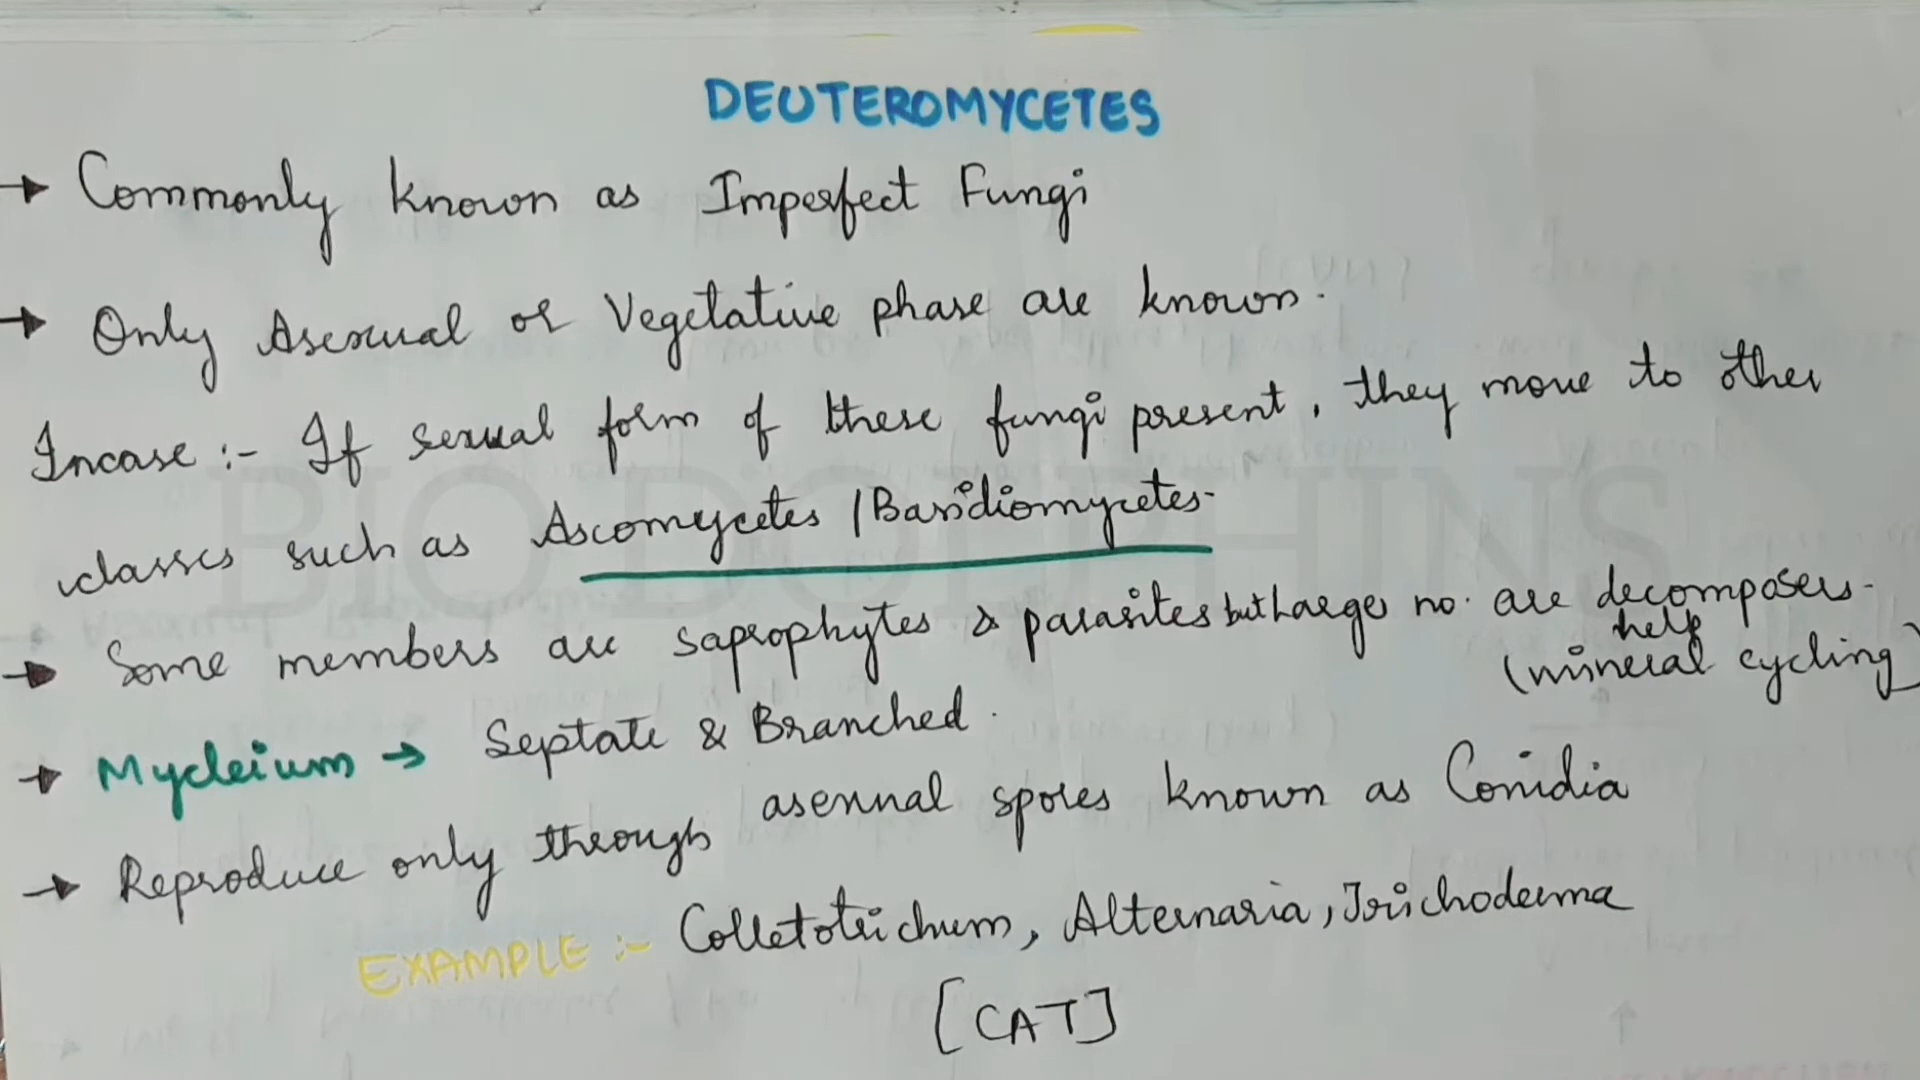 DEUTEROMYCETES
→ Commonly known as Imperfect Fungi
→ Only Asexual or Vegetative phase are known.
Incase :- If sexual form of these fungi present, they move to other
classes such as Ascomycetes / Basidiomycetes.
→ Some members are saprophytes & parasites but large no. are decomposers.
help
(mineral cycling)
→ Mycleium → Septate & Branched.
→ Reproduce only through asexual spores known as Conidia
EXAMPLE :- Colletotrichum, Alternaria, Trichoderma
[CAT]
BIO DOLPHINS